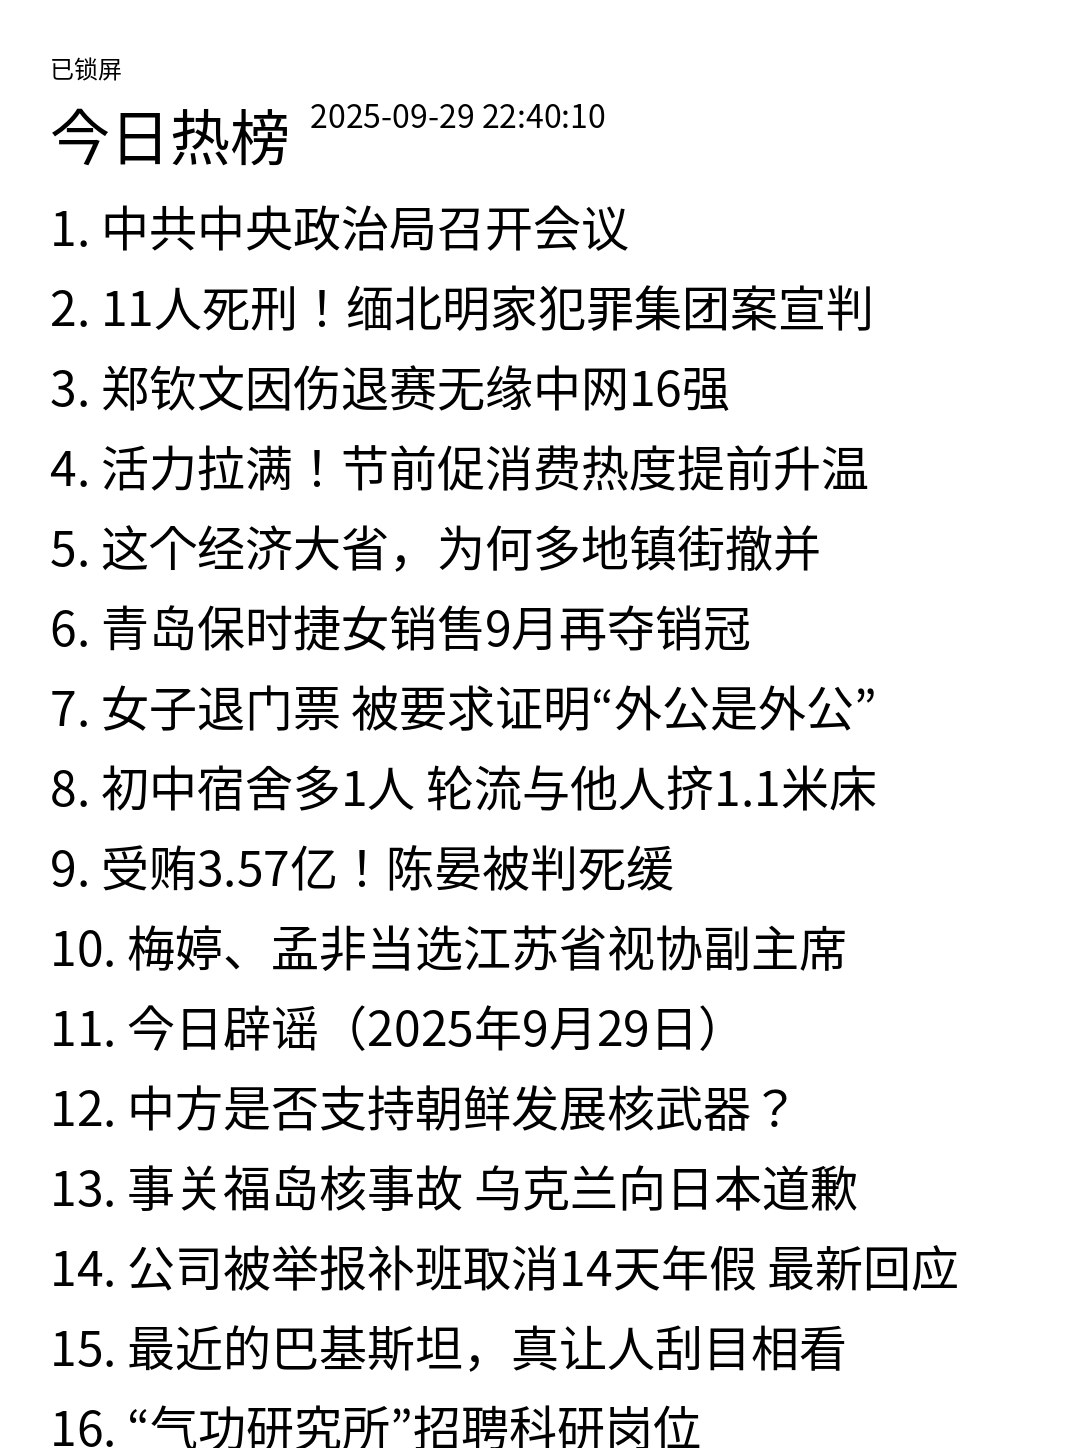 已锁屏
今日热榜 2025-09-29 22:40:10
1. 中共中央政治局召开会议
2. 11人死刑！缅北明家犯罪集团案宣判
3. 郑钦文因伤退赛无缘中网16强
4. 活力拉满！节前促消费热度提前升温
5. 这个经济大省，为何多地镇街撤并
6. 青岛保时捷女销售9月再夺销冠
7. 女子退门票 被要求证明“外公是外公”
8. 初中宿舍多1人 轮流与他人挤1.1米床
9. 受贿3.57亿！陈晏被判死缓
10. 梅婷、孟非当选江苏省视协副主席
11. 今日辟谣（2025年9月29日）
12. 中方是否支持朝鲜发展核武器？
13. 事关福岛核事故 乌克兰向日本道歉
14. 公司被举报补班取消14天年假 最新回应
15. 最近的巴基斯坦，真让人刮目相看
16. “气功研究所”招聘科研岗位